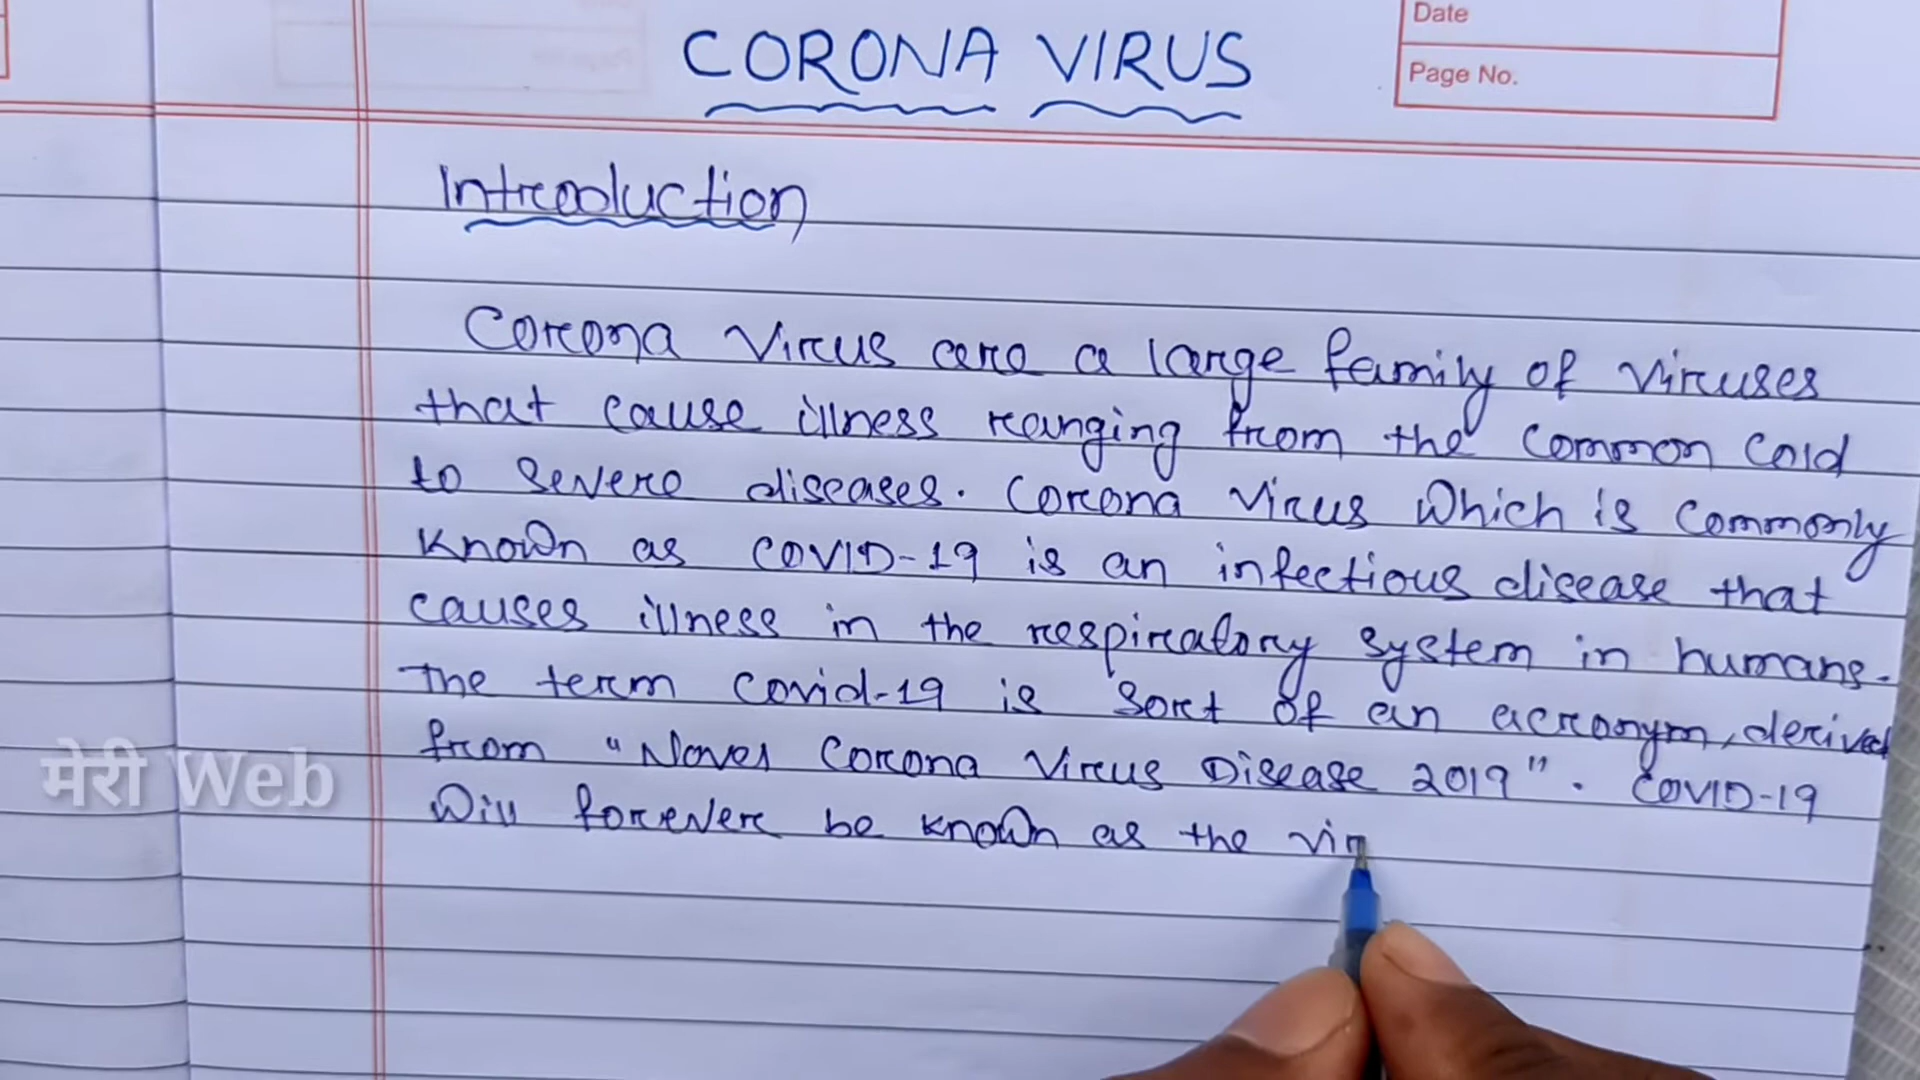 Date
Page No.
CORONA VIRUS
Introduction
Corona Virus are a large family of viruses
that cause illness ranging from the common cold
to severe diseases. Corona virus which is commonly
known as COVID-19 is an infectious disease that
causes illness in the respiratory system in humans.
The term covid-19 is sort of an acronym, derived
from "Novel Corona Virus Disease 2019". COVID-19
Will forever be known as the vir
मेरी Web